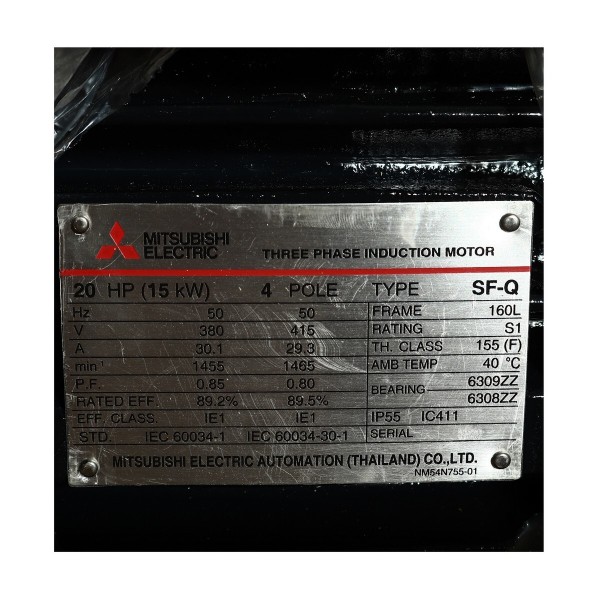 MITSUBISHI
ELECTRIC
THREE PHASE INDUCTION MOTOR
20 HP (15 kW) 4 POLE TYPE SF-Q
Hz 50 50 FRAME 160L
V 380 415 RATING S1
A 30.1 29.3 TH. CLASS 155 (F)
min⁻¹ 1455 1465 AMB TEMP 40 °C
P.F. 0.85 0.80 BEARING 6309ZZ
RATED EFF. 89.2% 89.5% 6308ZZ
EFF. CLASS. IE1 IE1 IP55 IC411
STD. IEC 60034-1 IEC 60034-30-1 SERIAL
MITSUBISHI ELECTRIC AUTOMATION (THAILAND) CO.,LTD.
NM54N755-01